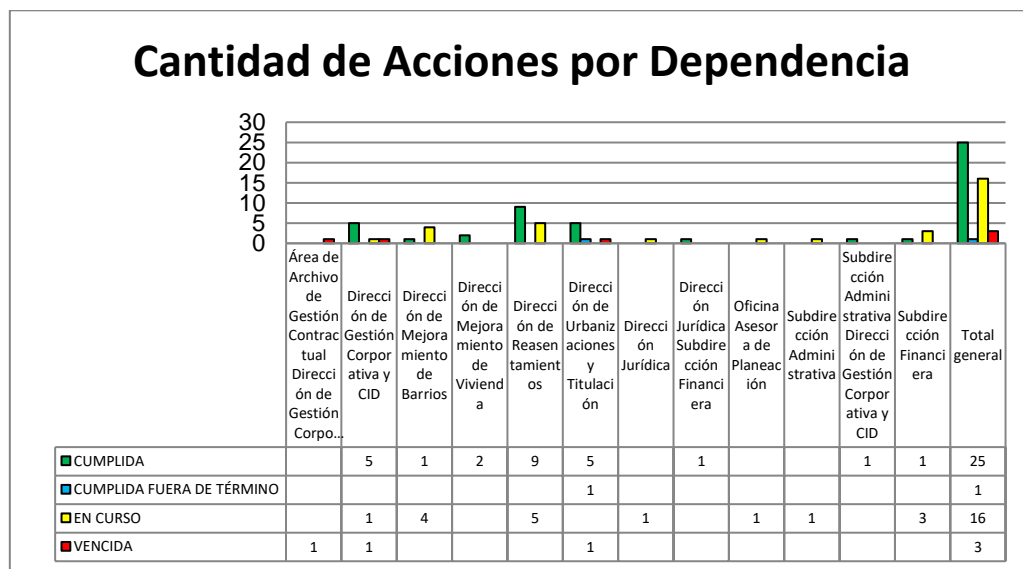 Cantidad de Acciones por Dependencia
30
25
20
15
10
5
0
Área de
Archivo
de
Gestión
Contrac
tual
Direcci
ón de
Gestión
Corpo...
Direcci
ón de
Gestión
Corpor
ativa y
CID
Direcci
ón de
Mejora
miento
de
Barrios
Direcci
ón de
Mejora
miento
de
Viviend
a
Direcci
ón de
Reasen
tamient
os
Direcci
ón de
Urbaniz
aciones
y
Titulaci
ón
Direcci
ón
Jurídica
Direcci
ón
Jurídica
Subdire
cción
Financi
era
Oficina
Asesor
a de
Planeac
ión
Subdire
cción
Admini
strativa
Subdire
cción
Admini
strativa
Direcci
ón de
Gestión
Corpor
ativa y
CID
Subdire
cción
Financi
era
Total
general
CUMPLIDA 5 1 2 9 5 1 1 1 25
CUMPLIDA FUERA DE TÉRMINO 1 1
EN CURSO 1 4 5 1 1 1 3 16
VENCIDA 1 1 1 3